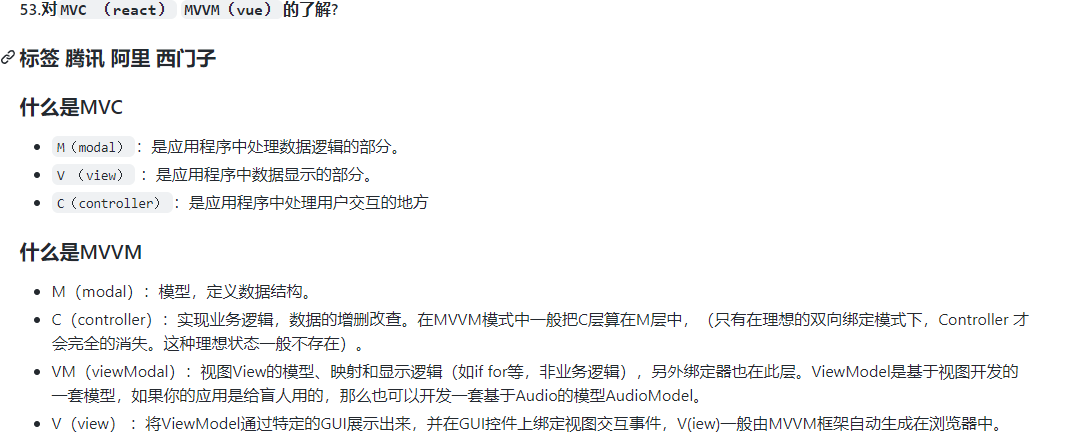 53.对 MVC （react） MVVM（vue） 的了解?
标签 腾讯 阿里 西门子
什么是MVC
M（modal） ：是应用程序中处理数据逻辑的部分。
V （view） ：是应用程序中数据显示的部分。
C（controller） ：是应用程序中处理用户交互的地方
什么是MVVM
M（modal）：模型，定义数据结构。
C（controller）：实现业务逻辑，数据的增删改查。在MVVM模式中一般把C层算在M层中，（只有在理想的双向绑定模式下，Controller 才
会完全的消失。这种理想状态一般不存在）。
VM（viewModal）：视图View的模型、映射和显示逻辑（如if for等，非业务逻辑），另外绑定器也在此层。ViewModel是基于视图开发的
一套模型，如果你的应用是给盲人用的，那么也可以开发一套基于Audio的模型AudioModel。
V（view） ：将ViewModel通过特定的GUI展示出来，并在GUI控件上绑定视图交互事件，V(iew)一般由MVVM框架自动生成在浏览器中。